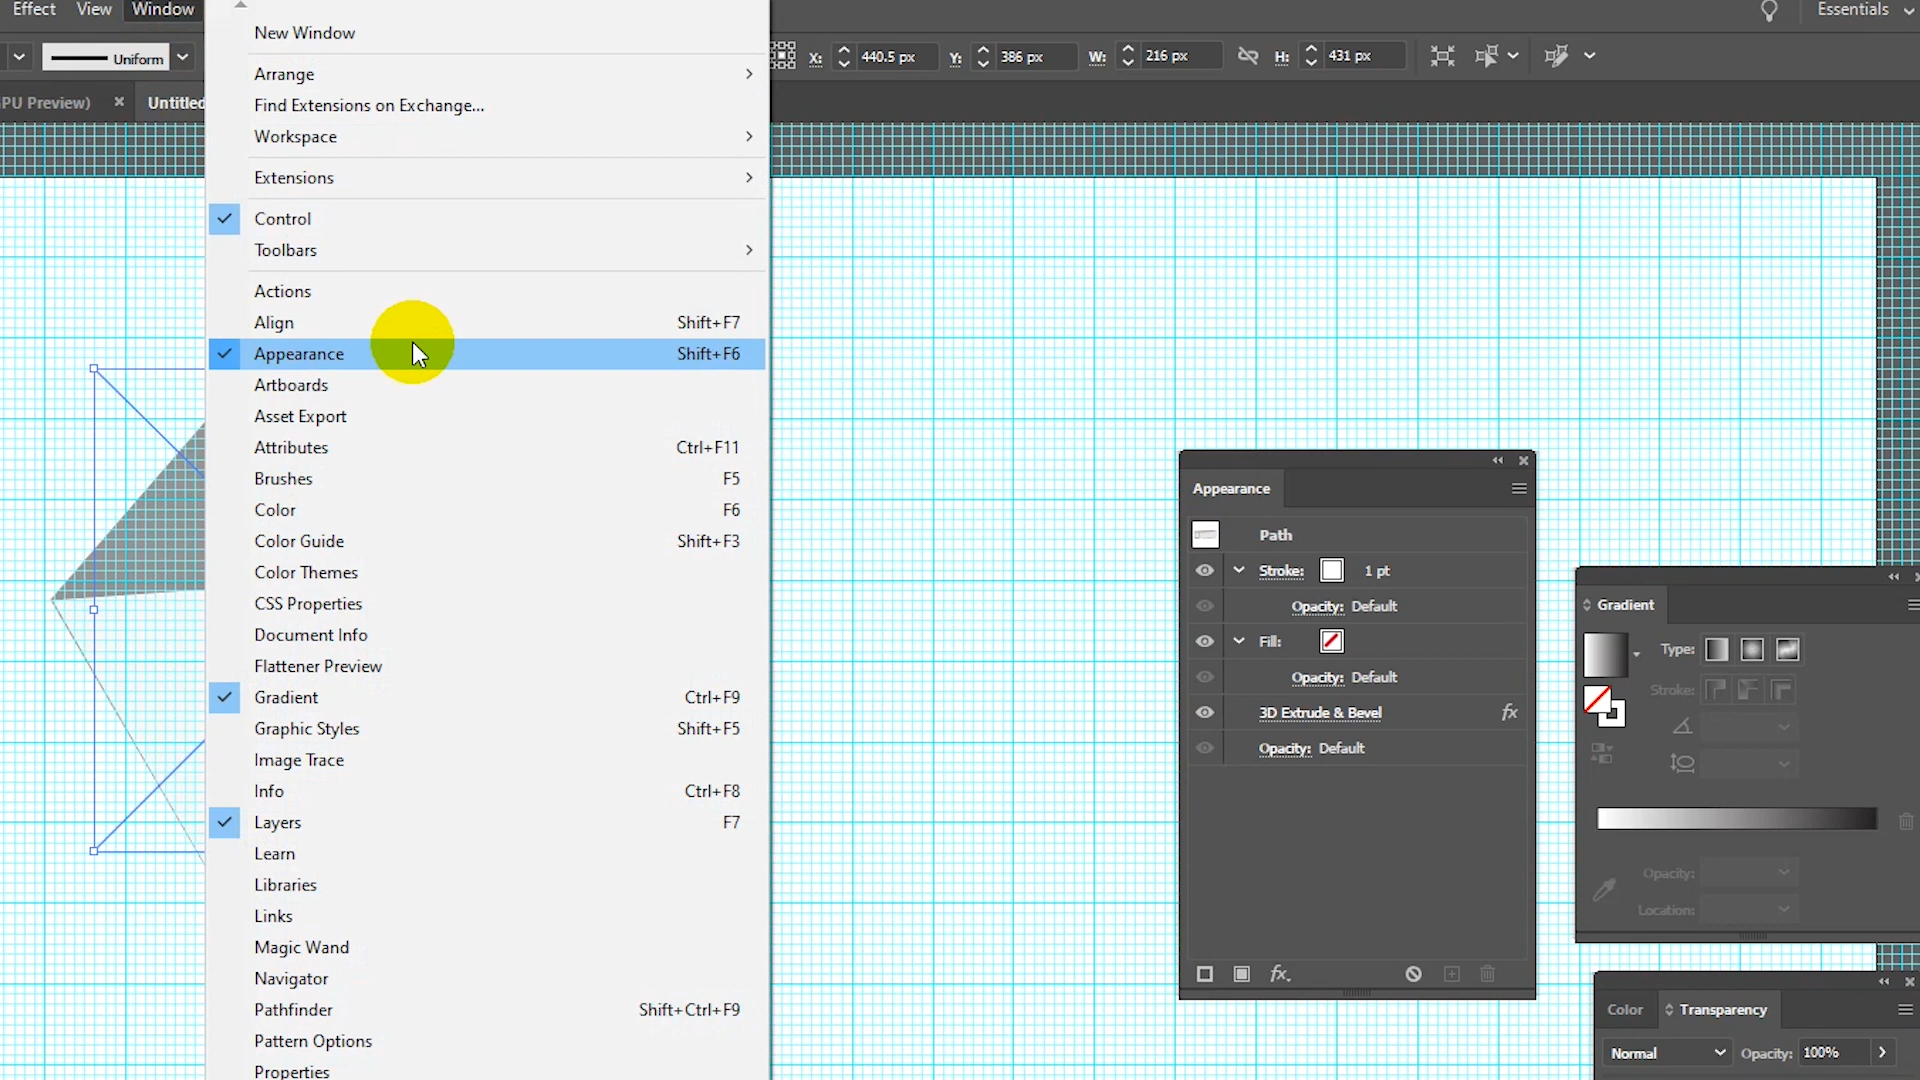 Effect View Window
Essentials
Uniform
X: 440.5 px Y: 386 px W: 216 px H: 431 px
PU Preview) × Untitled
New Window
Arrange
Find Extensions on Exchange...
Workspace
Extensions
Control
Toolbars
Actions
Align Shift+F7
Appearance Shift+F6
Artboards
Asset Export
Attributes Ctrl+F11
Brushes F5
Color F6
Color Guide Shift+F3
Color Themes
CSS Properties
Document Info
Flattener Preview
Gradient Ctrl+F9
Graphic Styles Shift+F5
Image Trace
Info Ctrl+F8
Layers F7
Learn
Libraries
Links
Magic Wand
Navigator
Pathfinder Shift+Ctrl+F9
Pattern Options
Properties
Appearance
Path
Stroke: 1 pt
Opacity: Default
Fill:
Opacity: Default
3D Extrude & Bevel fx
Opacity: Default
fx.
Gradient
Type:
Stroke:
Opacity:
Location:
Color Transparency
Normal Opacity: 100%